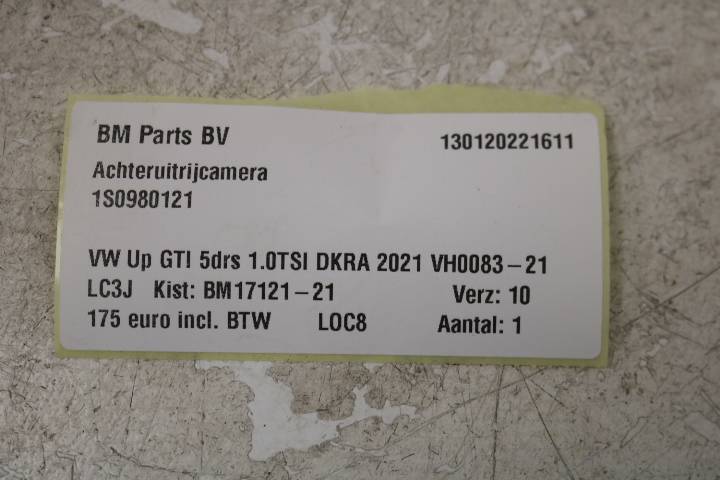 BM Parts BV 130120221611
Achteruitrijcamera
1S0980121
VW Up GTI 5drs 1.0TSI DKRA 2021 VH0083-21
LC3J Kist: BM17121-21 Verz: 10
175 euro incl. BTW LOC8 Aantal: 1